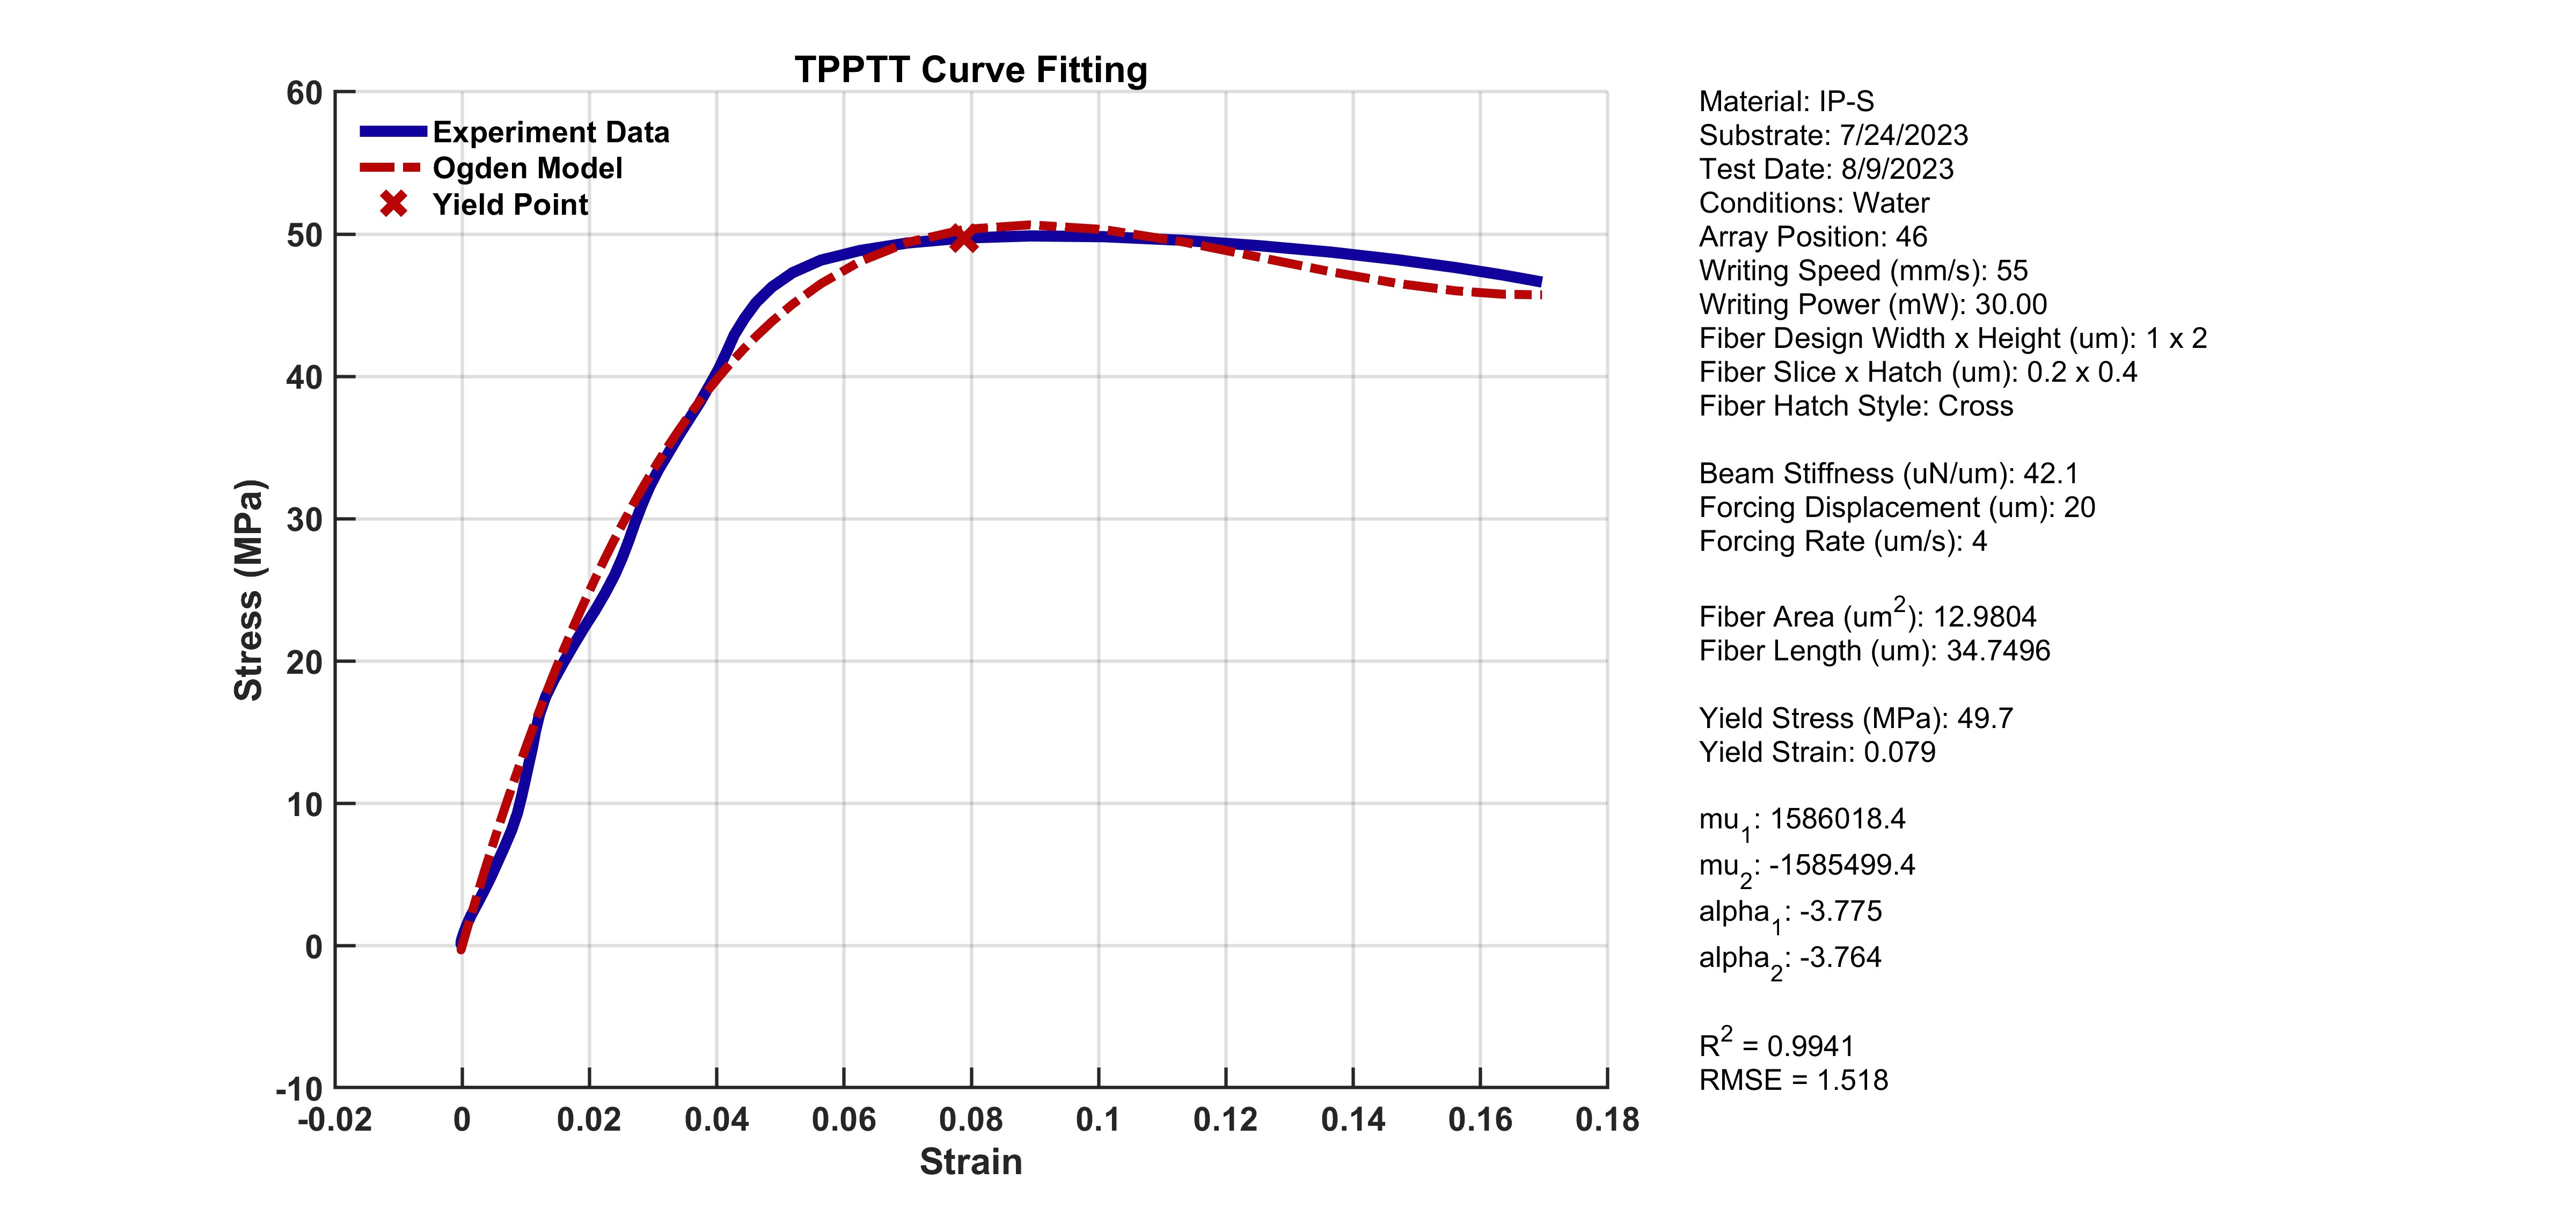 TPPTT Curve Fitting
60
50
40
30
20
10
0
-10
Stress (MPa)
Experiment Data
Ogden Model
Yield Point
-0.02 0 0.02 0.04 0.06 0.08 0.1 0.12 0.14 0.16 0.18
Strain
Material: IP-S
Substrate: 7/24/2023
Test Date: 8/9/2023
Conditions: Water
Array Position: 46
Writing Speed (mm/s): 55
Writing Power (mW): 30.00
Fiber Design Width x Height (um): 1 x 2
Fiber Slice x Hatch (um): 0.2 x 0.4
Fiber Hatch Style: Cross
Beam Stiffness (uN/um): 42.1
Forcing Displacement (um): 20
Forcing Rate (um/s): 4
Fiber Area (um²): 12.9804
Fiber Length (um): 34.7496
Yield Stress (MPa): 49.7
Yield Strain: 0.079
mu₁: 1586018.4
mu₂: -1585499.4
alpha₁: -3.775
alpha₂: -3.764
R² = 0.9941
RMSE = 1.518